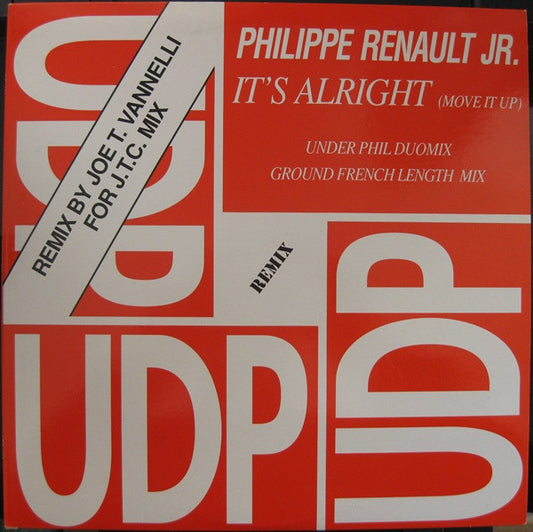 PHILIPPE RENAULT JR.
IT'S ALRIGHT (MOVE IT UP)
UNDER PHIL DUOMIX
GROUND FRENCH LENGTH MIX
REMIX BY JOE T. VANNELLI
FOR J.T.C. MIX
UDP
REMIX
UDP
UDP